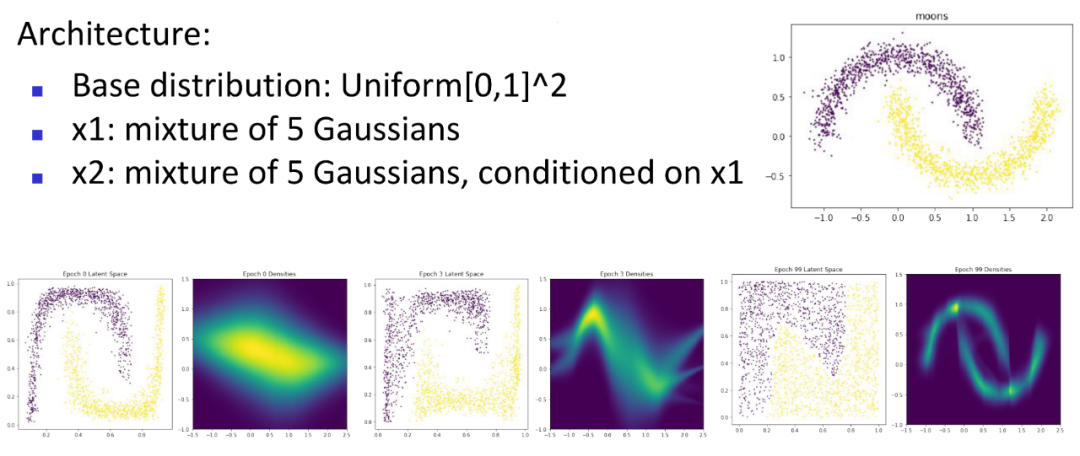 Architecture:
Base distribution: Uniform[0,1]^2
x1: mixture of 5 Gaussians
x2: mixture of 5 Gaussians, conditioned on x1
moons
1.0
0.5
0.0
−0.5
−1.0 −0.5 0.0 0.5 1.0 1.5 2.0
Epoch 0 Latent Space
1.0
0.8
0.6
0.4
0.2
0.0
0.2 0.4 0.6 0.8
Epoch 0 Densities
1.5
1.0
0.5
0.0
−0.5
−1.0
−1.5 −1.0 −0.5 0.0 0.5 1.0 1.5 2.0 2.5
Epoch 3 Latent Space
1.0
0.8
0.6
0.4
0.2
0.0
0.2 0.4 0.6 0.8 1.0
Epoch 3 Densities
1.5
1.0
0.5
0.0
−0.5
−1.0
−1.5 −1.0 −0.5 0.0 0.5 1.0 1.5 2.0 2.5
Epoch 99 Latent Space
1.0
0.8
0.6
0.4
0.2
0.0
0.0 0.2 0.4 0.6 0.8 1.0
Epoch 99 Densities
1.5
1.0
0.5
0.0
−0.5
−1.0
−1.5 −1.0 −0.5 0.0 0.5 1.0 1.5 2.0 2.5